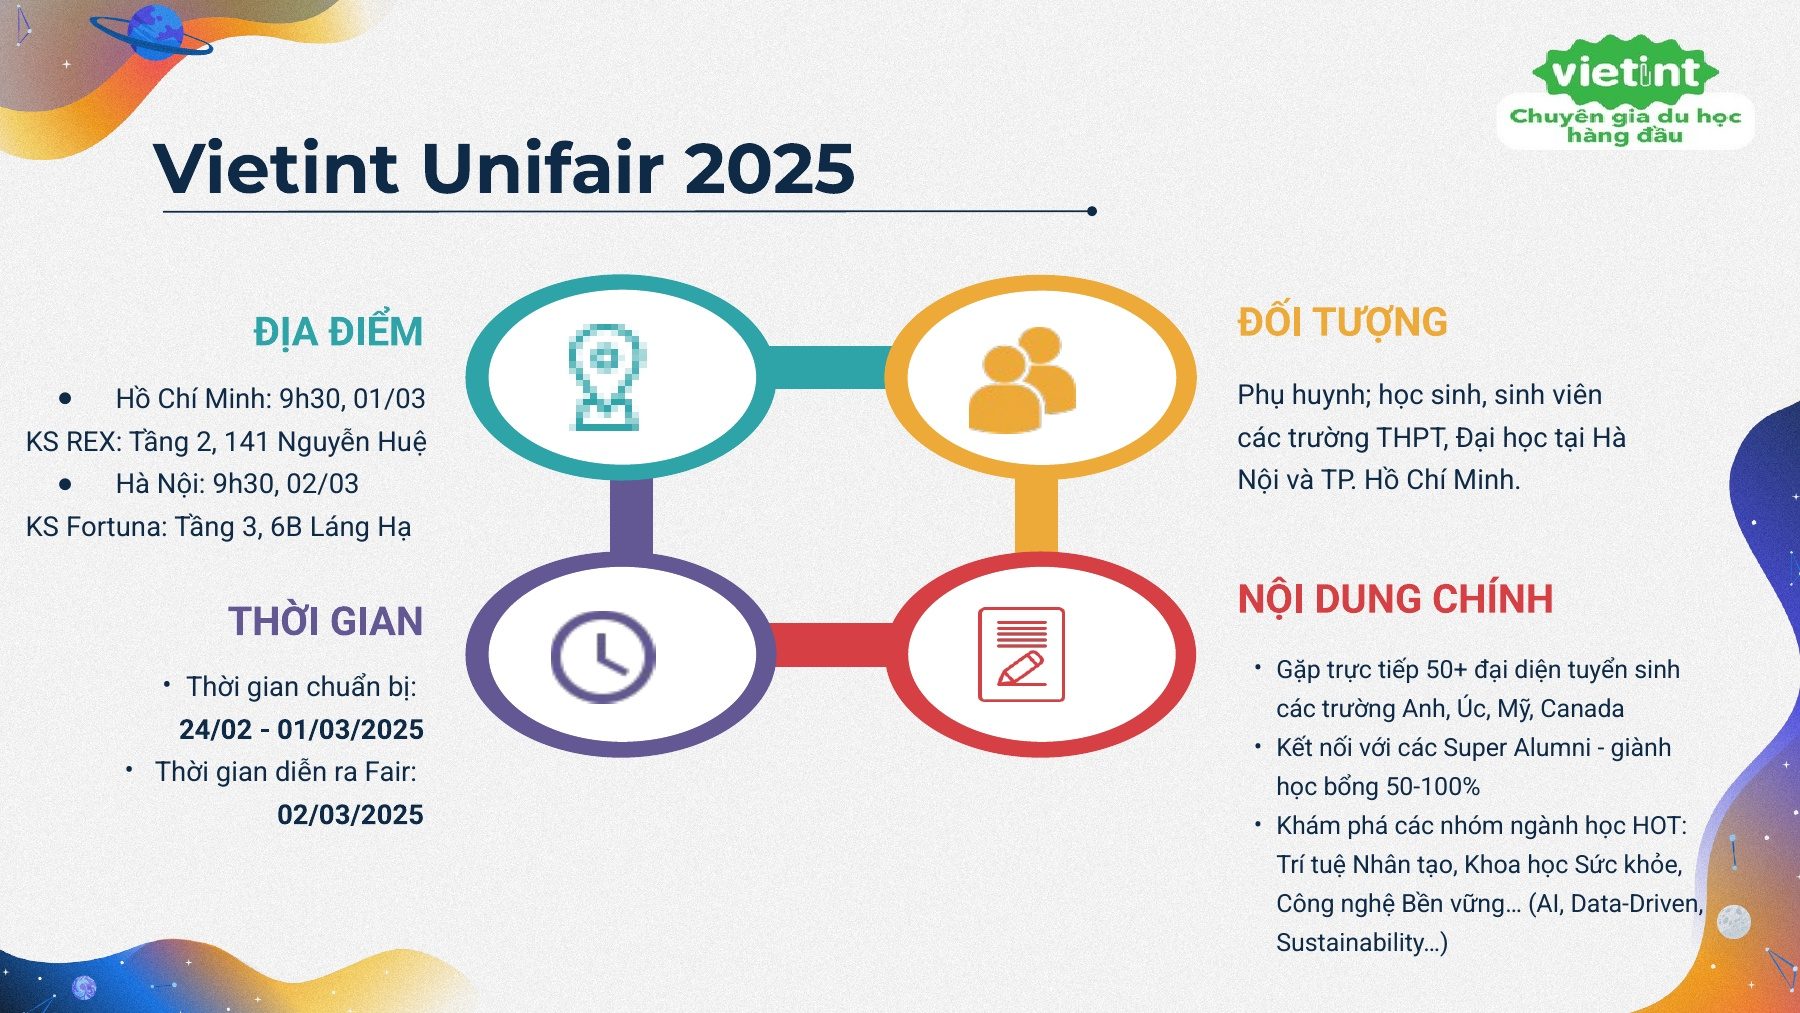 vietint
Chuyên gia du học
hàng đầu
Vietint Unifair 2025
ĐỊA ĐIỂM
● Hồ Chí Minh: 9h30, 01/03
KS REX: Tầng 2, 141 Nguyễn Huệ
● Hà Nội: 9h30, 02/03
KS Fortuna: Tầng 3, 6B Láng Hạ
THỜI GIAN
• Thời gian chuẩn bị:
24/02 - 01/03/2025
• Thời gian diễn ra Fair:
02/03/2025
ĐỐI TƯỢNG
Phụ huynh; học sinh, sinh viên
các trường THPT, Đại học tại Hà
Nội và TP. Hồ Chí Minh.
NỘI DUNG CHÍNH
• Gặp trực tiếp 50+ đại diện tuyển sinh
các trường Anh, Úc, Mỹ, Canada
• Kết nối với các Super Alumni - giành
học bổng 50-100%
• Khám phá các nhóm ngành học HOT:
Trí tuệ Nhân tạo, Khoa học Sức khỏe,
Công nghệ Bền vững... (AI, Data-Driven,
Sustainability...)